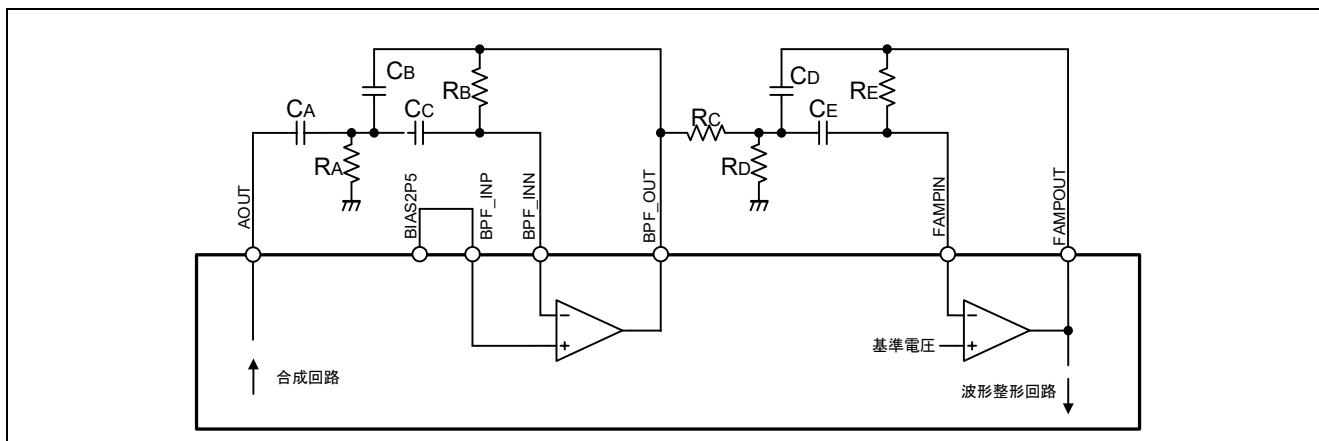 CB
RB
CD
RE
CA
CC
RC
CE
RA
RD
AOUT
BIAS2P5
BPF_INP
BPF_INN
BPF_OUT
FAMPIN
FAMPOUT
−
+
−
+
基準電圧
合成回路
波形整形回路